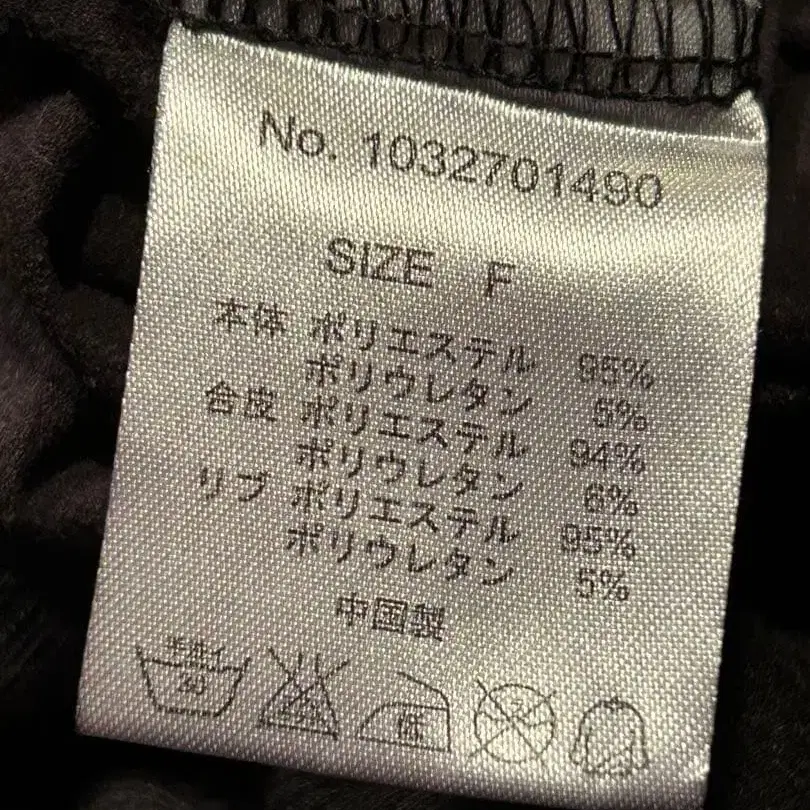 No. 1032701490
SIZE F
本体 ポリエステル 95%
ポリウレタン 5%
合皮 ポリエステル 94%
ポリウレタン 6%
リブ ポリエステル 95%
ポリウレタン 5%
中国製
手洗イ 30 低